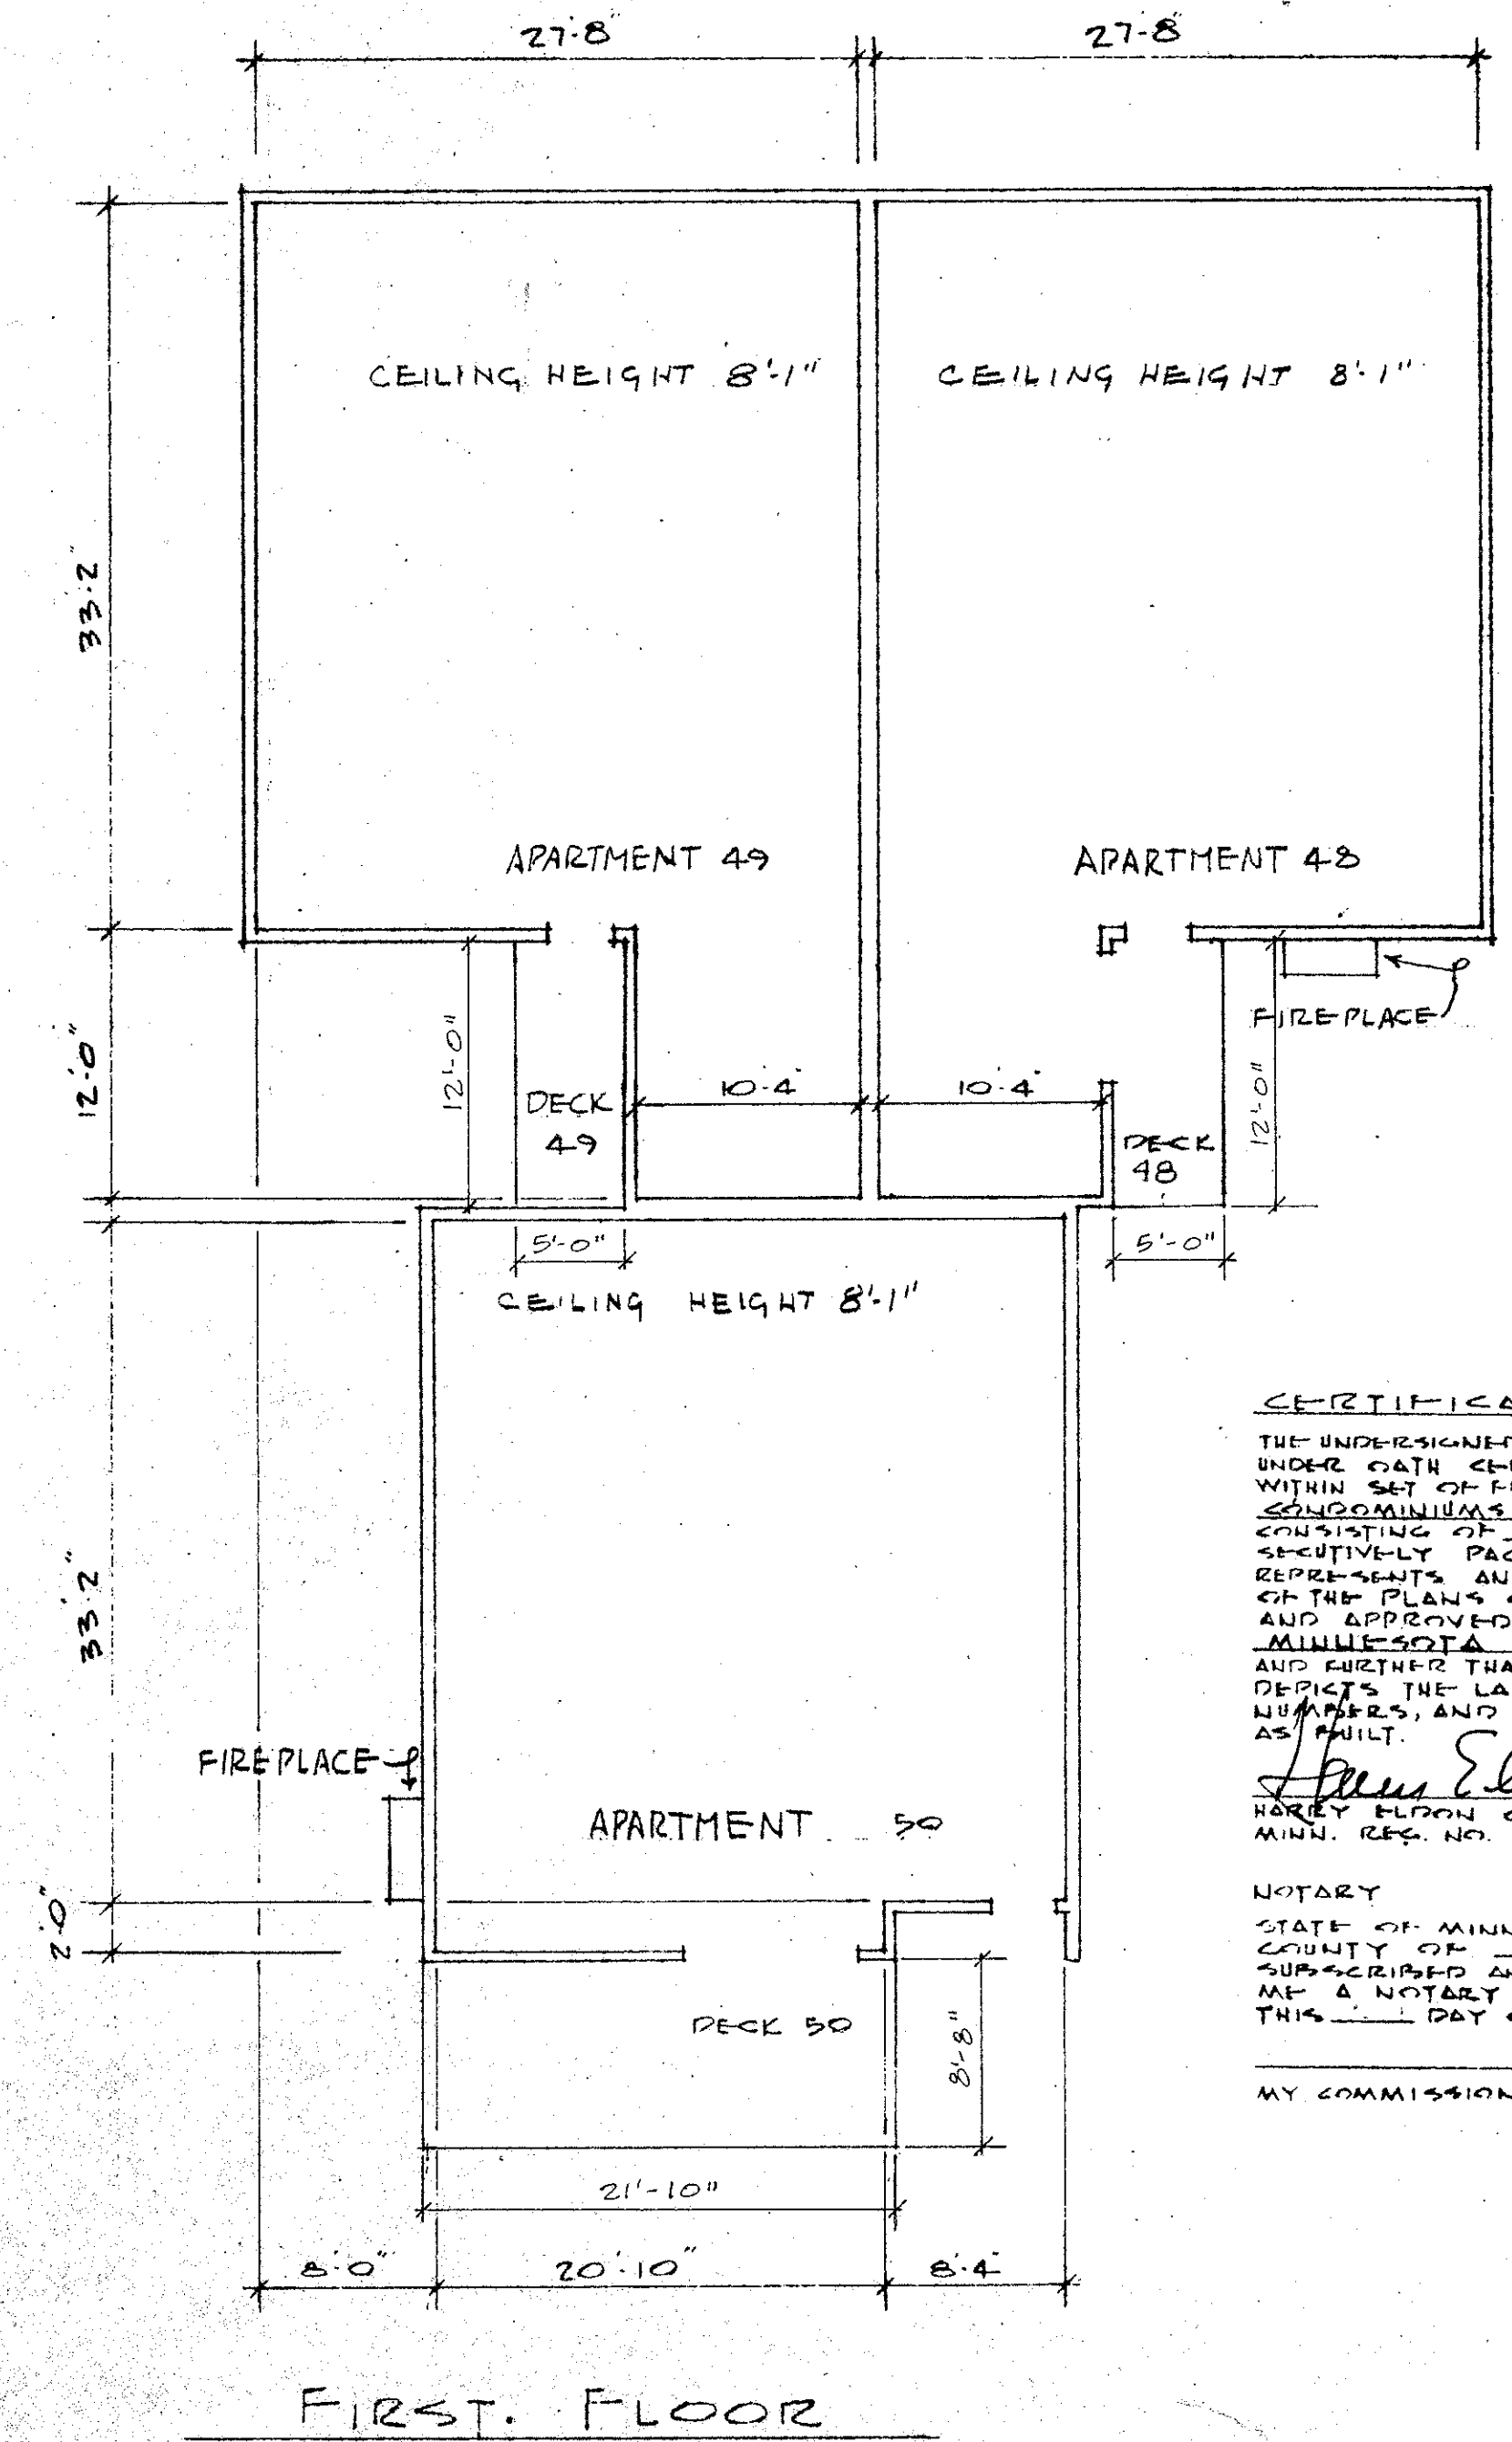 27'-8"
27'-8"
CEILING HEIGHT 8'-1"
CEILING HEIGHT 8'-1"
33'-2"
APARTMENT 49
APARTMENT 48
FIREPLACE
12'-0"
12'-0"
DECK
49
10'-4"
10'-4"
DECK
48
12'-0"
5'-0"
5'-0"
CEILING HEIGHT 8'-1"
33'-2"
FIREPLACE
APARTMENT 50
2'-0"
DECK 50
8'-8"
21'-10"
8'-0"
20'-10"
8'-4"
FIRST. FLOOR
CERTIFICA
THE UNDERSIGNED
UNDER OATH CE
WITHIN SET OF F
CONDOMINIUMS
CONSISTING OF
SECUTIVELY PAG
REPRESENTS AN
OF THE PLANS
AND APPROVED
MINNESOTA
AND FURTHER THA
DEPICTS THE LA
NUMBERS, AND
AS BUILT.
HARRY ELDON
MINN. REG. NO.
NOTARY
STATE OF MINN
COUNTY OF
SUBSCRIBED AN
ME A NOTARY
THIS DAY
MY COMMISSION